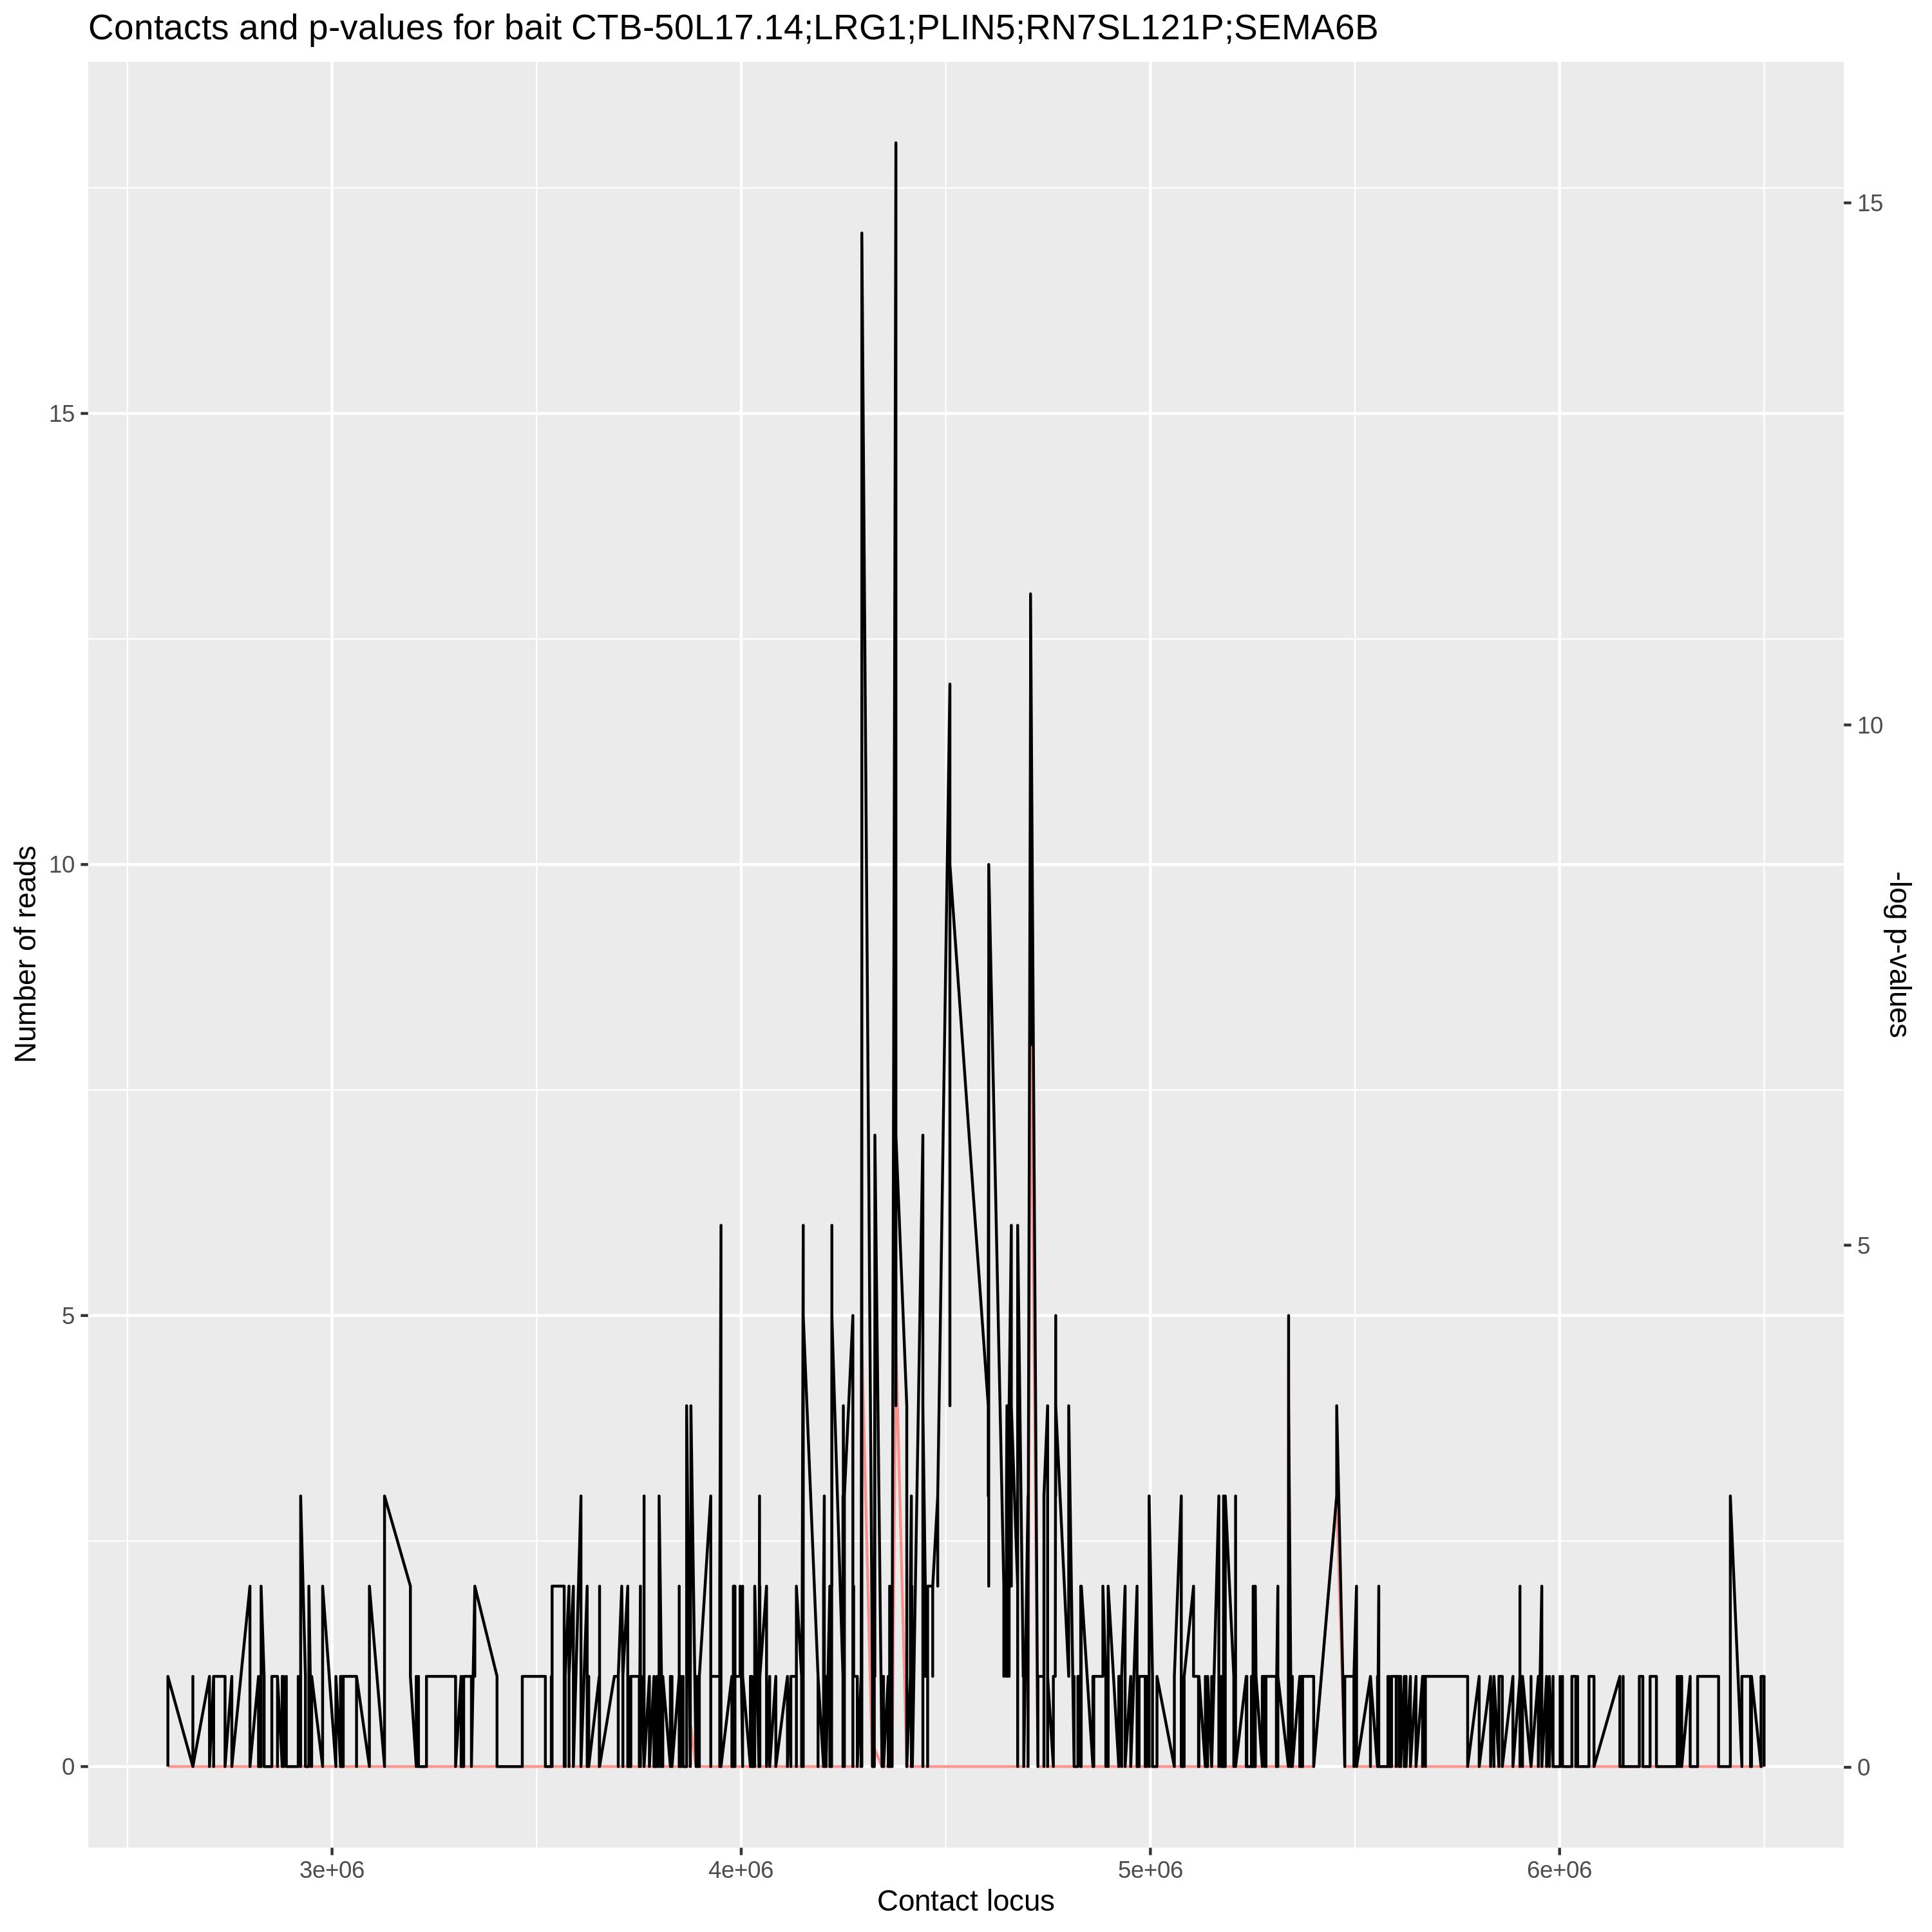 Contacts and p-values for bait CTB-50L17.14;LRG1;PLIN5;RN7SL121P;SEMA6B
15
10
5
0
Number of reads
15
10
5
0
-log p-values
3e+06 4e+06 5e+06 6e+06
Contact locus